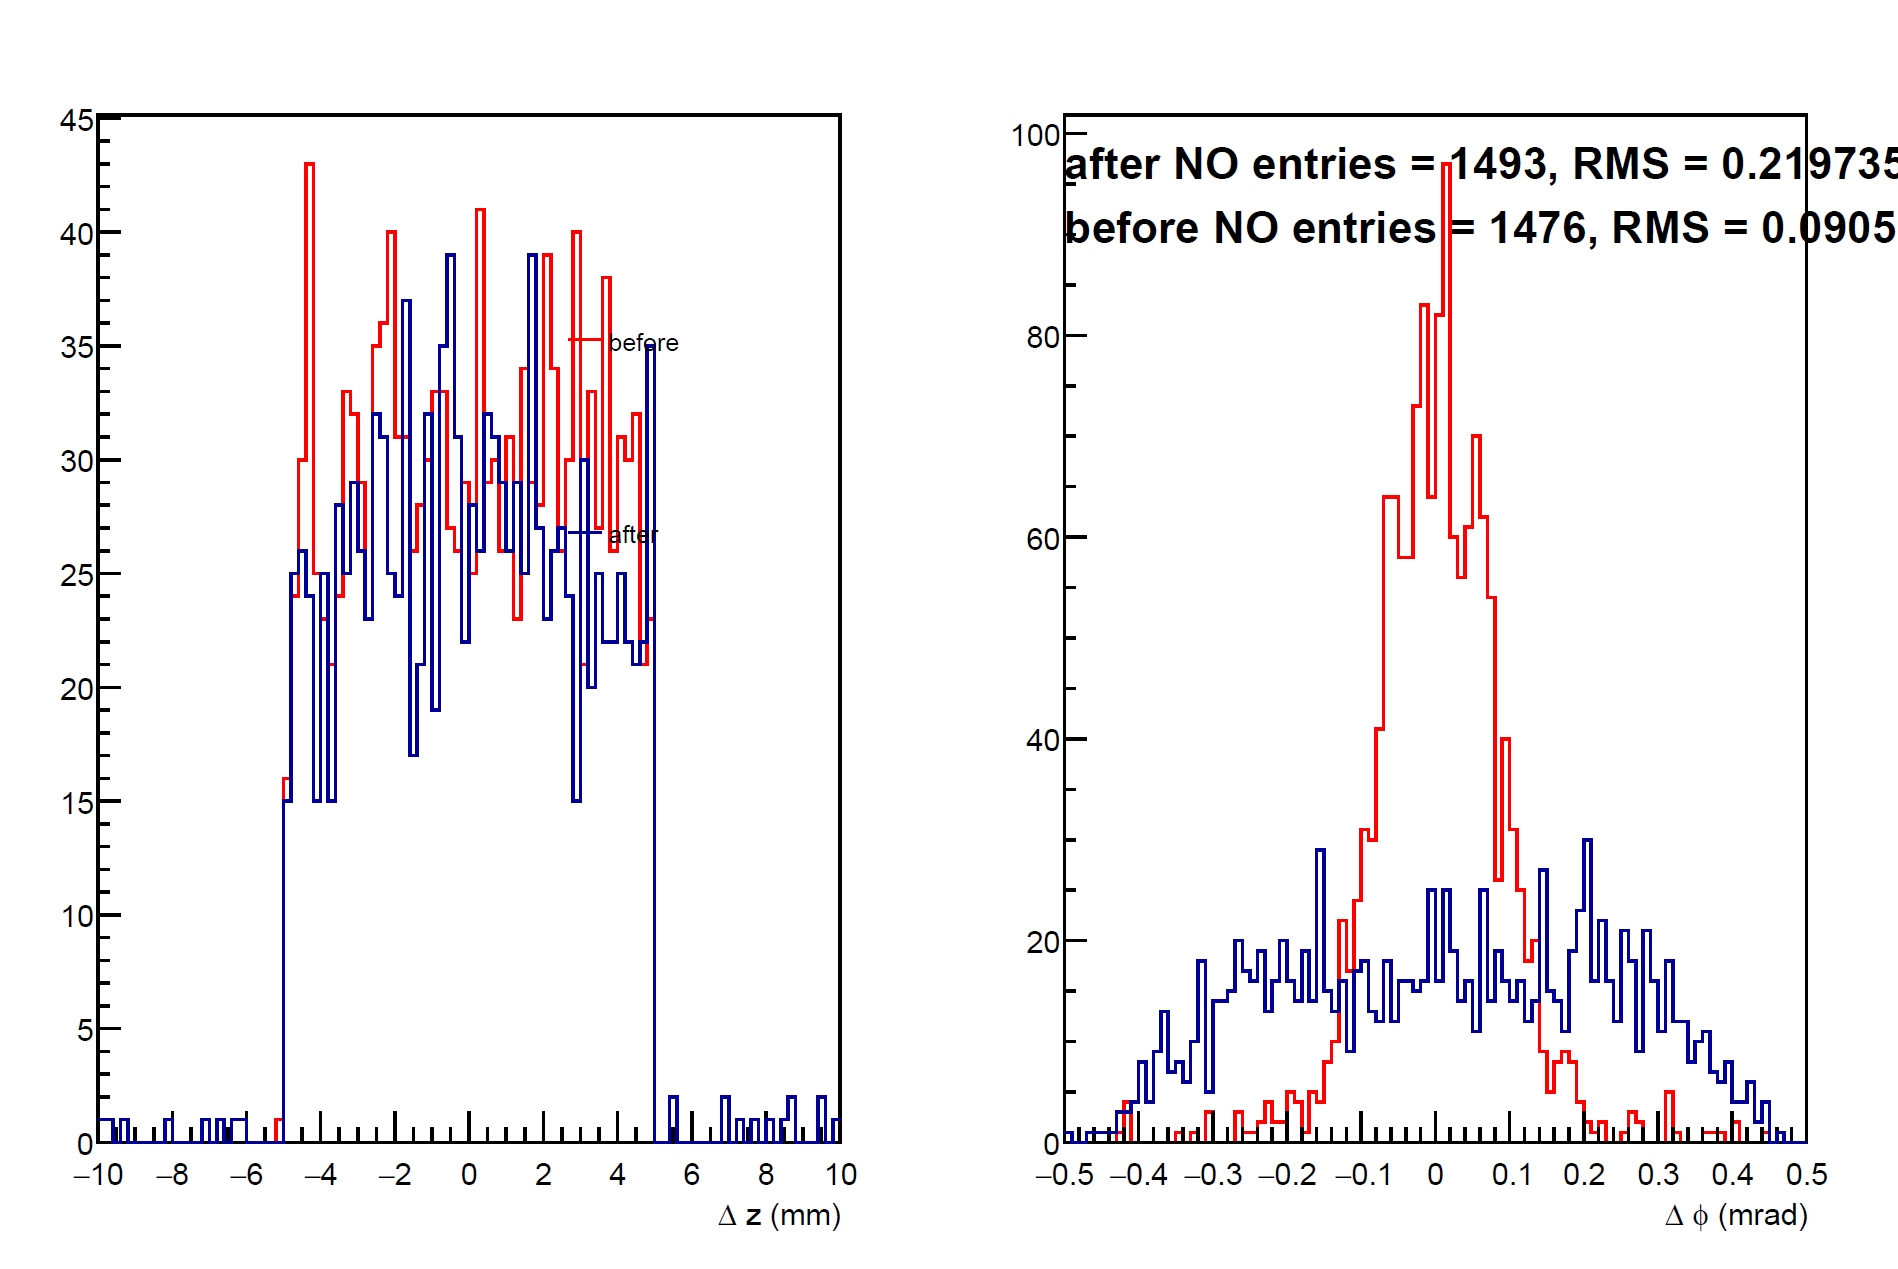 45
40
35
30
25
20
15
10
5
0
−10 −8 −6 −4 −2 0 2 4 6 8 10
Δ z (mm)
before
after
100
80
60
40
20
0
−0.5 −0.4 −0.3 −0.2 −0.1 0 0.1 0.2 0.3 0.4 0.5
Δ ϕ (mrad)
after NO entries = 1493, RMS = 0.219735
before NO entries = 1476, RMS = 0.0905